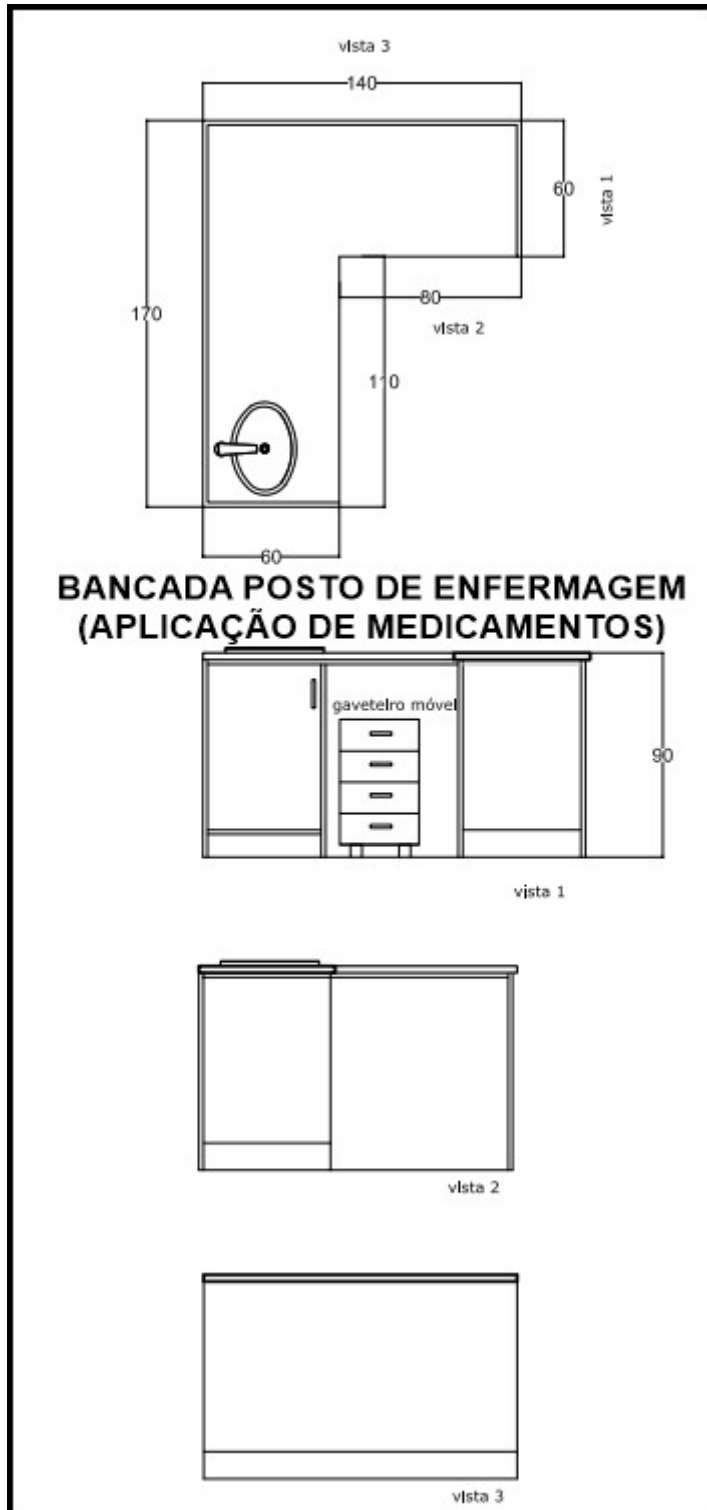 vista 3
140
60
vista 1
170
80
vista 2
110
60
BANCADA POSTO DE ENFERMAGEM
(APLICAÇÃO DE MEDICAMENTOS)
gaveteiro móvel
90
vista 1
vista 2
vista 3